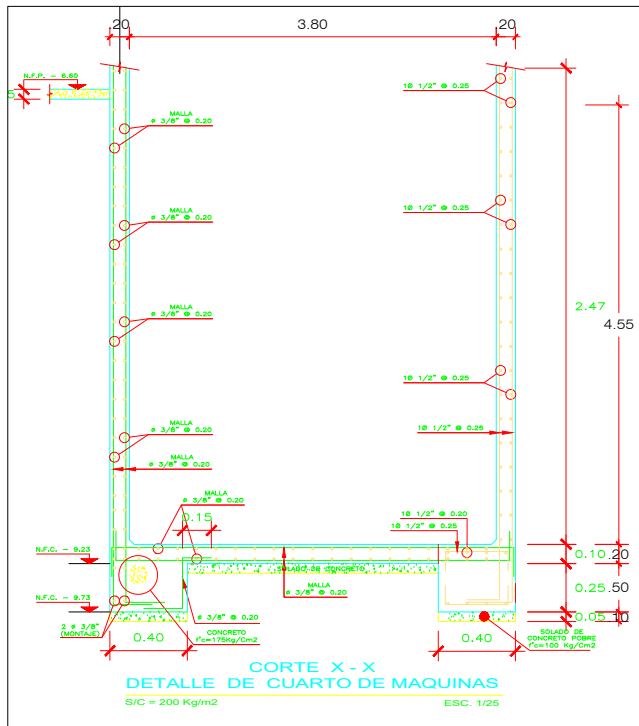 .20
3.80
.20
N.F.P. - 6.60
MALLA
ø 3/8" @ 0.20
1Ø 1/2" @ 0.25
MALLA
ø 3/8" @ 0.20
1Ø 1/2" @ 0.25
2.47
4.55
MALLA
ø 3/8" @ 0.20
1Ø 1/2" @ 0.25
MALLA
ø 3/8" @ 0.20
1Ø 1/2" @ 0.25
MALLA
ø 3/8" @ 0.20
MALLA
ø 3/8" @ 0.20
0.15
1Ø 1/2" @ 0.20
1Ø 1/2" @ 0.25
N.F.C. - 9.23
0.10
.20
SOLADO DE CONCRETO
MALLA
ø 3/8" @ 0.20
0.25
.50
N.F.C. - 9.73
ø 3/8" @ 0.20
0.05
.10
2 ø 3/8"
(MONTAJE)
0.40
CONCRETO
f'c=175Kg/Cm2
0.40
SOLADO DE
CONCRETO POBRE
f'c=100 Kg/Cm2
CORTE X - X
DETALLE DE CUARTO DE MAQUINAS
S/C = 200 Kg/m2
ESC. 1/25